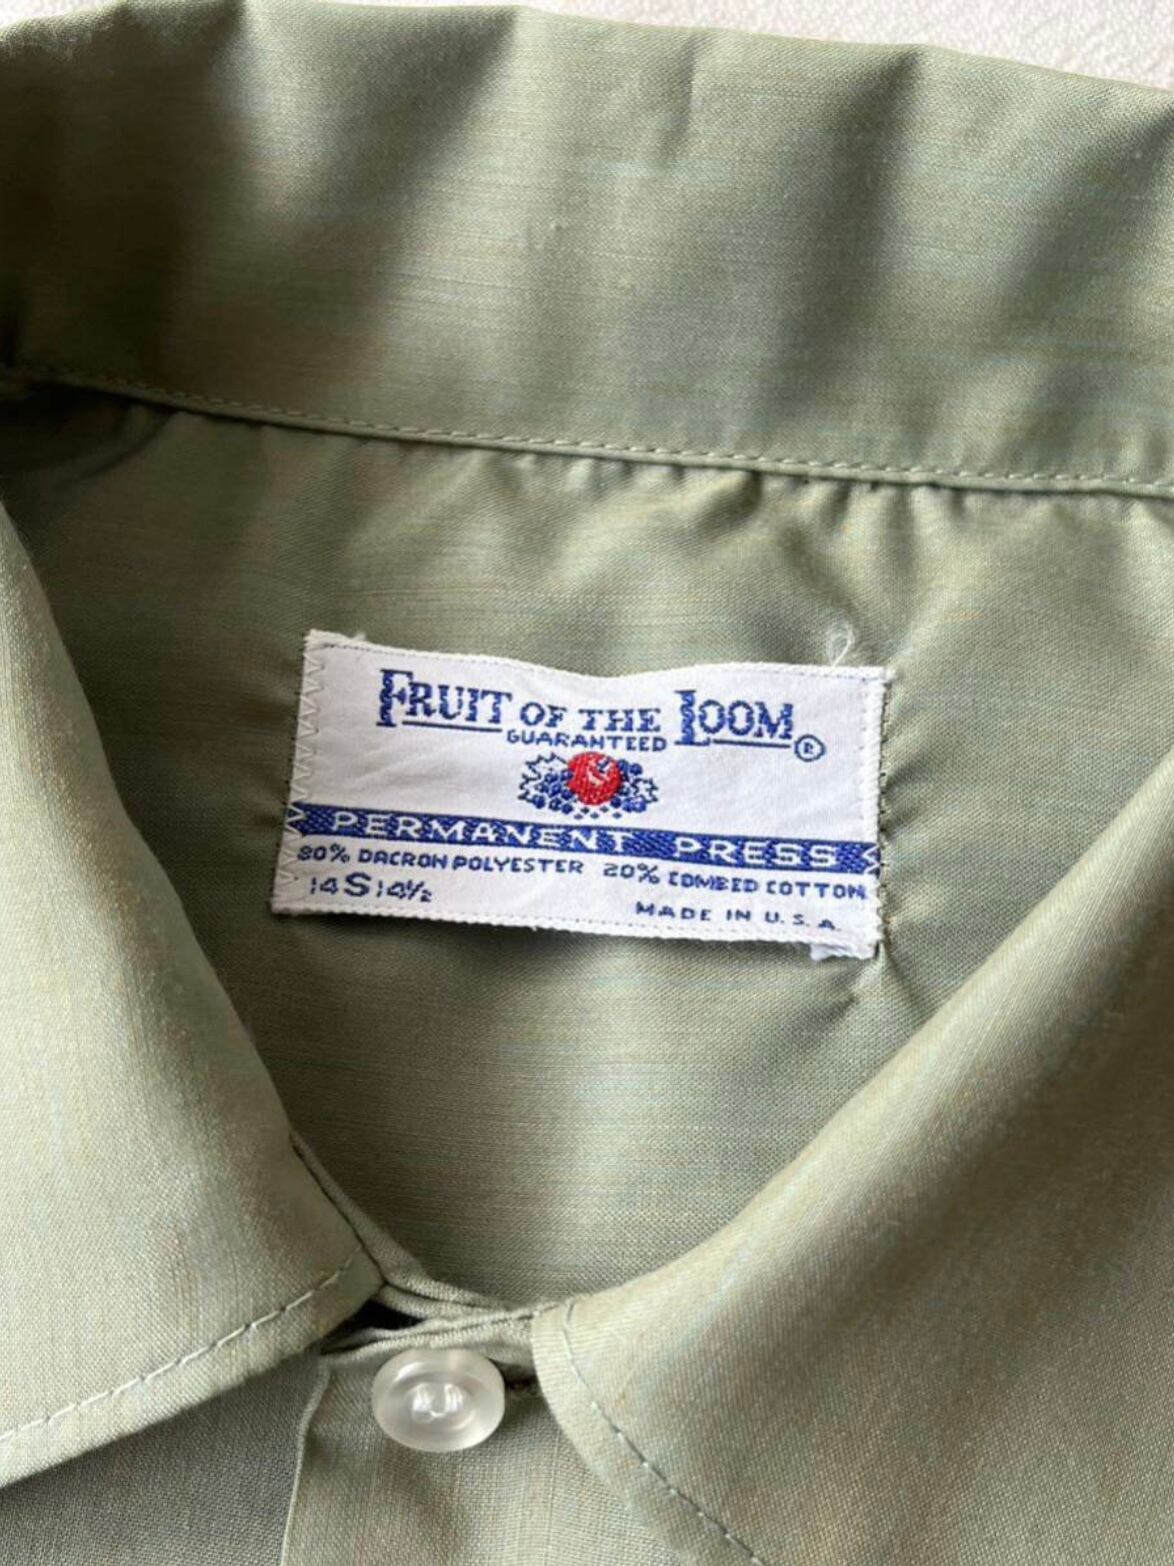 FRUIT OF THE LOOM ®
GUARANTEED
PERMANENT PRESS
80% DACRON POLYESTER 20% COMBED COTTON
14 S 14½
MADE IN U.S.A.